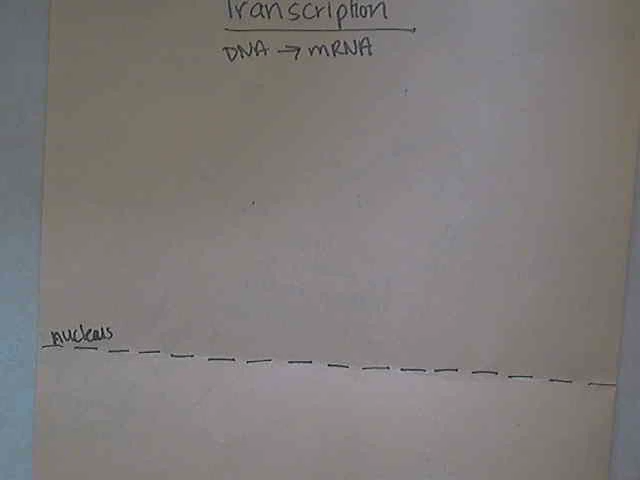 Transcription
DNA → mRNA
nucleus